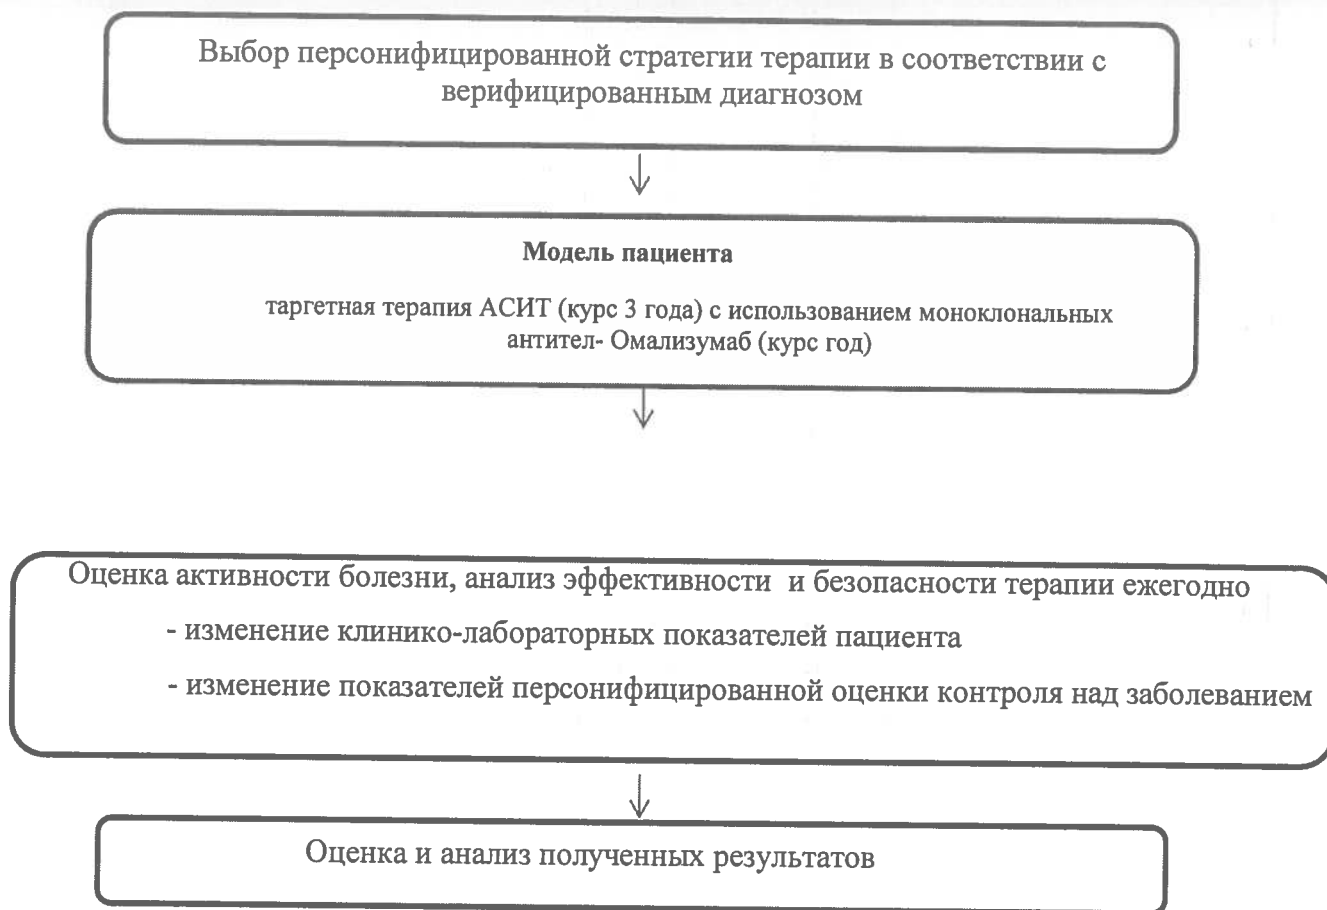 Выбор персонифицированной стратегии терапии в соответствии с
верифицированным диагнозом
Модель пациента
таргетная терапия АСИТ (курс 3 года) с использованием моноклональных
антител- Омализумаб (курс год)
Оценка активности болезни, анализ эффективности и безопасности терапии ежегодно
- изменение клинико-лабораторных показателей пациента
- изменение показателей персонифицированной оценки контроля над заболеванием
Оценка и анализ полученных результатов